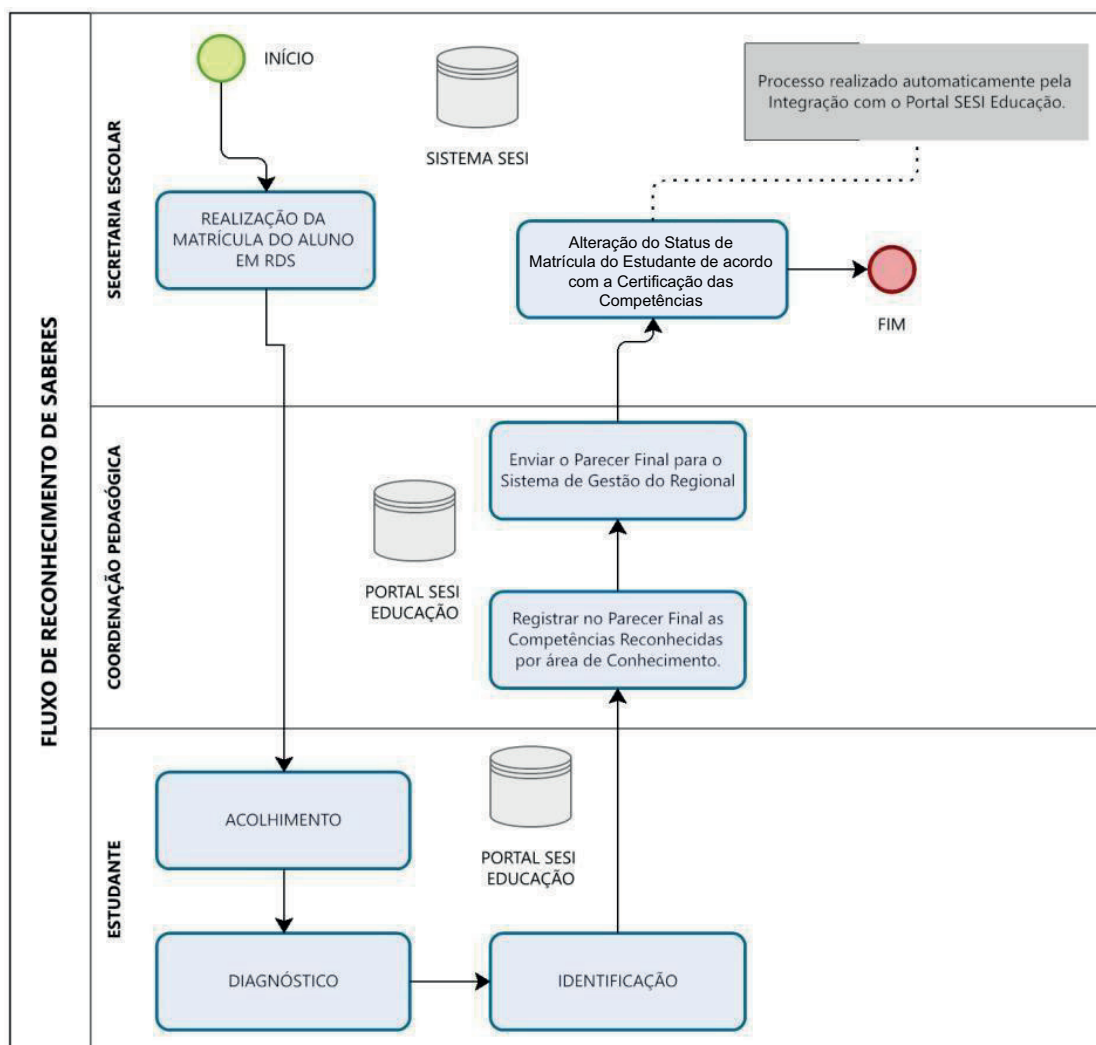 FLUXO DE RECONHECIMENTO DE SABERES
SECRETARIA ESCOLAR
INÍCIO
SISTEMA SESI
Processo realizado automaticamente pela
Integração com o Portal SESI Educação.
REALIZAÇÃO DA
MATRÍCULA DO ALUNO
EM RDS
Alteração do Status de
Matrícula do Estudante de acordo
com a Certificação das
Competências
FIM
COORDENAÇÃO PEDAGÓGICA
Enviar o Parecer Final para o
Sistema de Gestão do Regional
PORTAL SESI
EDUCAÇÃO
Registrar no Parecer Final as
Competências Reconhecidas
por área de Conhecimento.
ESTUDANTE
ACOLHIMENTO
PORTAL SESI
EDUCAÇÃO
DIAGNÓSTICO
IDENTIFICAÇÃO